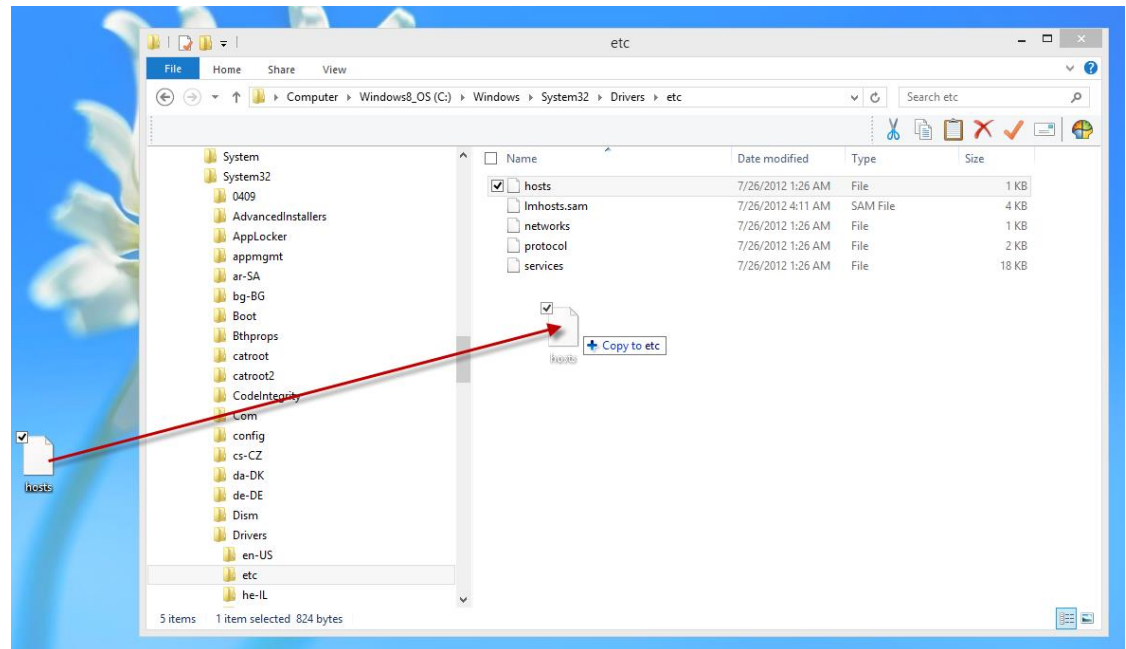 etc
File Home Share View
Computer Windows8_OS (C:) Windows System32 Drivers etc Search etc
System
System32
0409
AdvancedInstallers
AppLocker
appmgmt
ar-SA
bg-BG
Boot
Bthprops
catroot
catroot2
CodeIntegrity
Com
config
cs-CZ
da-DK
de-DE
Dism
Drivers
en-US
etc
he-IL
Name Date modified Type Size
hosts 7/26/2012 1:26 AM File 1 KB
lmhosts.sam 7/26/2012 4:11 AM SAM File 4 KB
networks 7/26/2012 1:26 AM File 1 KB
protocol 7/26/2012 1:26 AM File 2 KB
services 7/26/2012 1:26 AM File 18 KB
Copy to etc
hosts
hosts
5 items 1 item selected 824 bytes